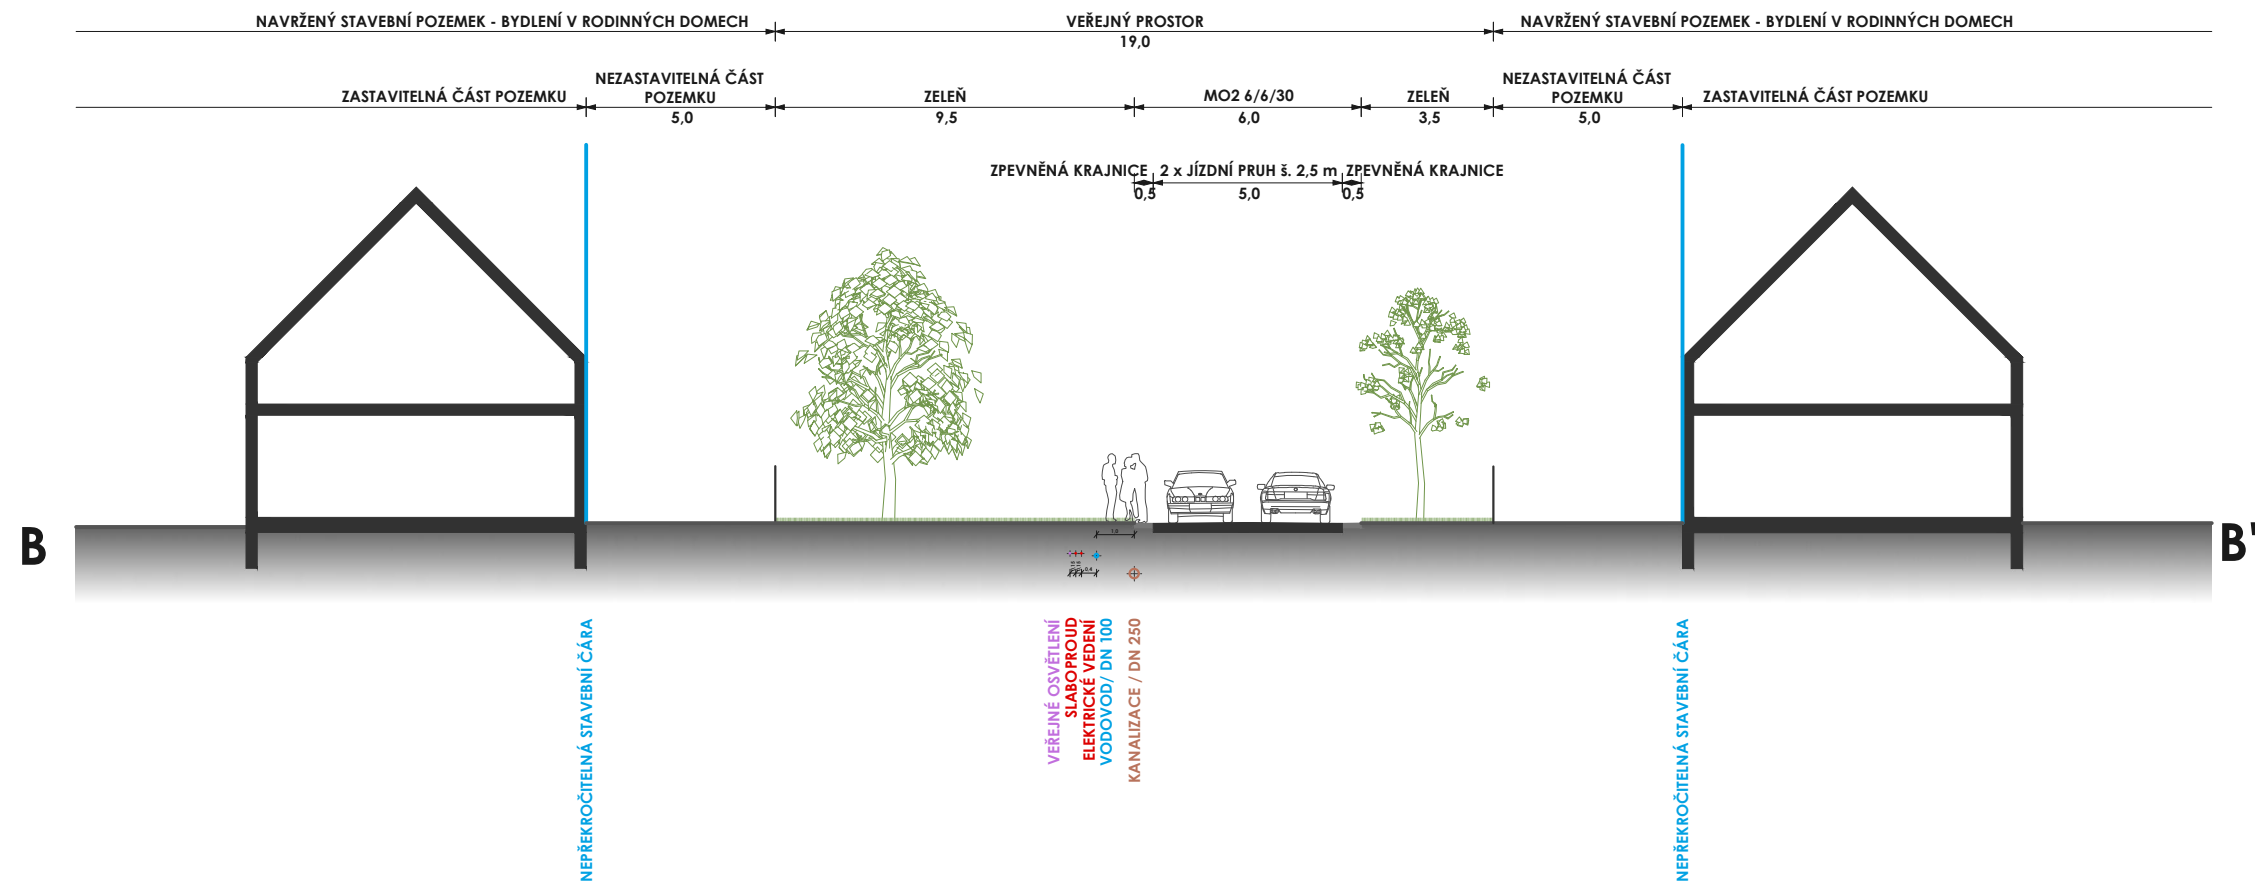 NAVRŽENÝ STAVEBNÍ POZEMEK - BYDLENÍ V RODINNÝCH DOMECH
VEŘEJNÝ PROSTOR
NAVRŽENÝ STAVEBNÍ POZEMEK - BYDLENÍ V RODINNÝCH DOMECH
19,0
ZASTAVITELNÁ ČÁST POZEMKU
NEZASTAVITELNÁ ČÁST
POZEMKU
ZELEŇ
MO2 6/6/30
ZELEŇ
NEZASTAVITELNÁ ČÁST
POZEMKU
ZASTAVITELNÁ ČÁST POZEMKU
5,0
9,5
6,0
3,5
5,0
ZPEVNĚNÁ KRAJNICE
2 x JÍZDNÍ PRUH š. 2,5 m
ZPEVNĚNÁ KRAJNICE
0,5
5,0
0,5
B
B'
1,0
0,4
NEPŘEKROČITELNÁ STAVEBNÍ ČÁRA
VEŘEJNÉ OSVĚTLENÍ
SLABOPROUD
ELEKTRICKÉ VEDENÍ
VODOVOD/ DN 100
KANALIZACE / DN 250
NEPŘEKROČITELNÁ STAVEBNÍ ČÁRA